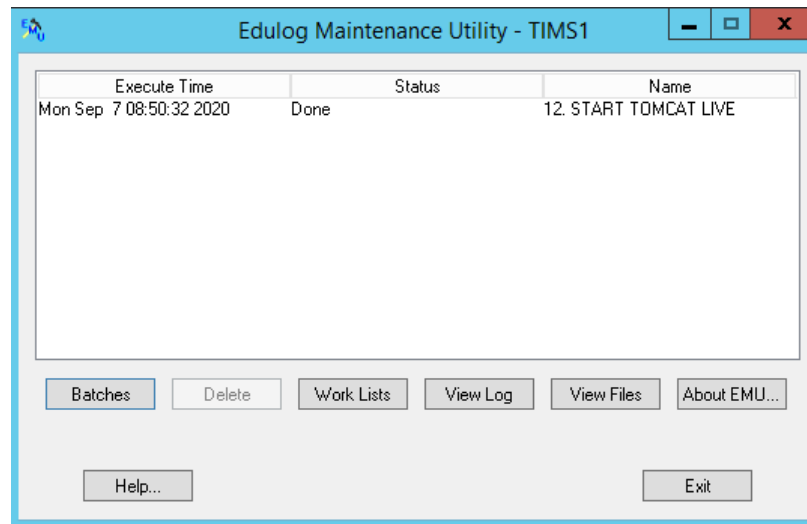 EMU Edulog Maintenance Utility - TIMS1
Execute Time Status Name
Mon Sep 7 08:50:32 2020 Done 12. START TOMCAT LIVE
Batches Delete Work Lists View Log View Files About EMU...
Help... Exit